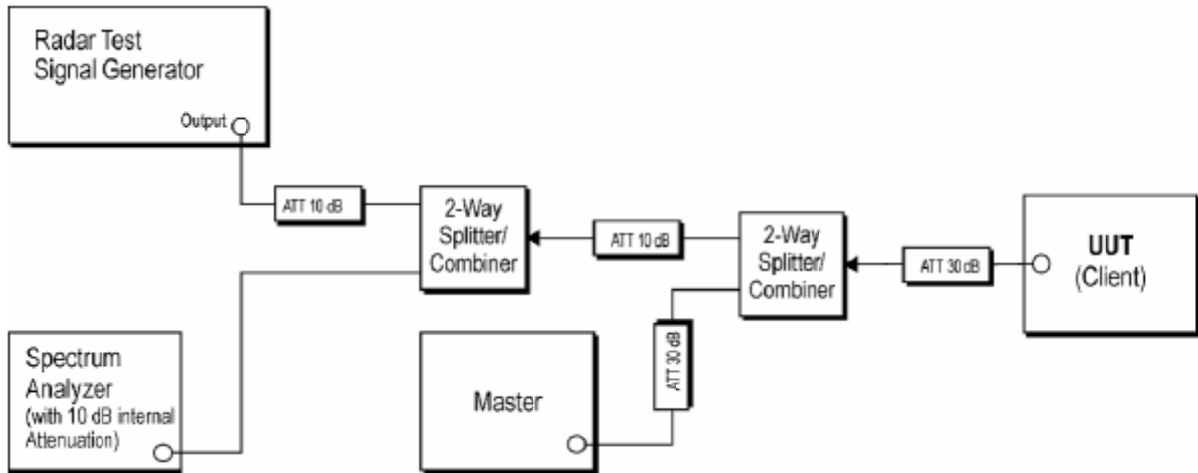 Radar Test
Signal Generator
Output
ATT 10 dB
2-Way
Splitter/
Combiner
ATT 10 dB
2-Way
Splitter/
Combiner
ATT 30 dB
UUT
(Client)
Spectrum
Analyzer
(with 10 dB internal
Attenuation)
Master
ATT 30 dB